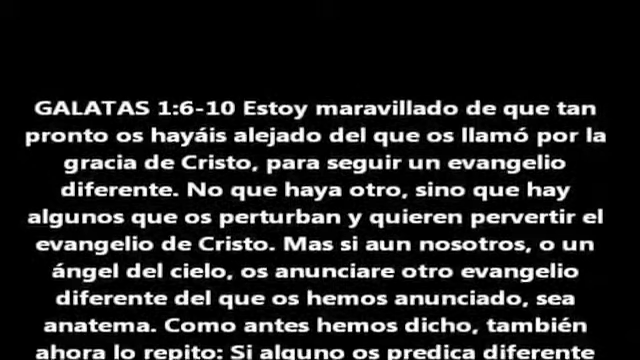 GALATAS 1:6-10 Estoy maravillado de que tan
pronto os hayáis alejado del que os llamó por la
gracia de Cristo, para seguir un evangelio
diferente. No que haya otro, sino que hay
algunos que os perturban y quieren pervertir el
evangelio de Cristo. Mas si aun nosotros, o un
ángel del cielo, os anunciare otro evangelio
diferente del que os hemos anunciado, sea
anatema. Como antes hemos dicho, también
ahora lo repito: Si alguno os predica diferente